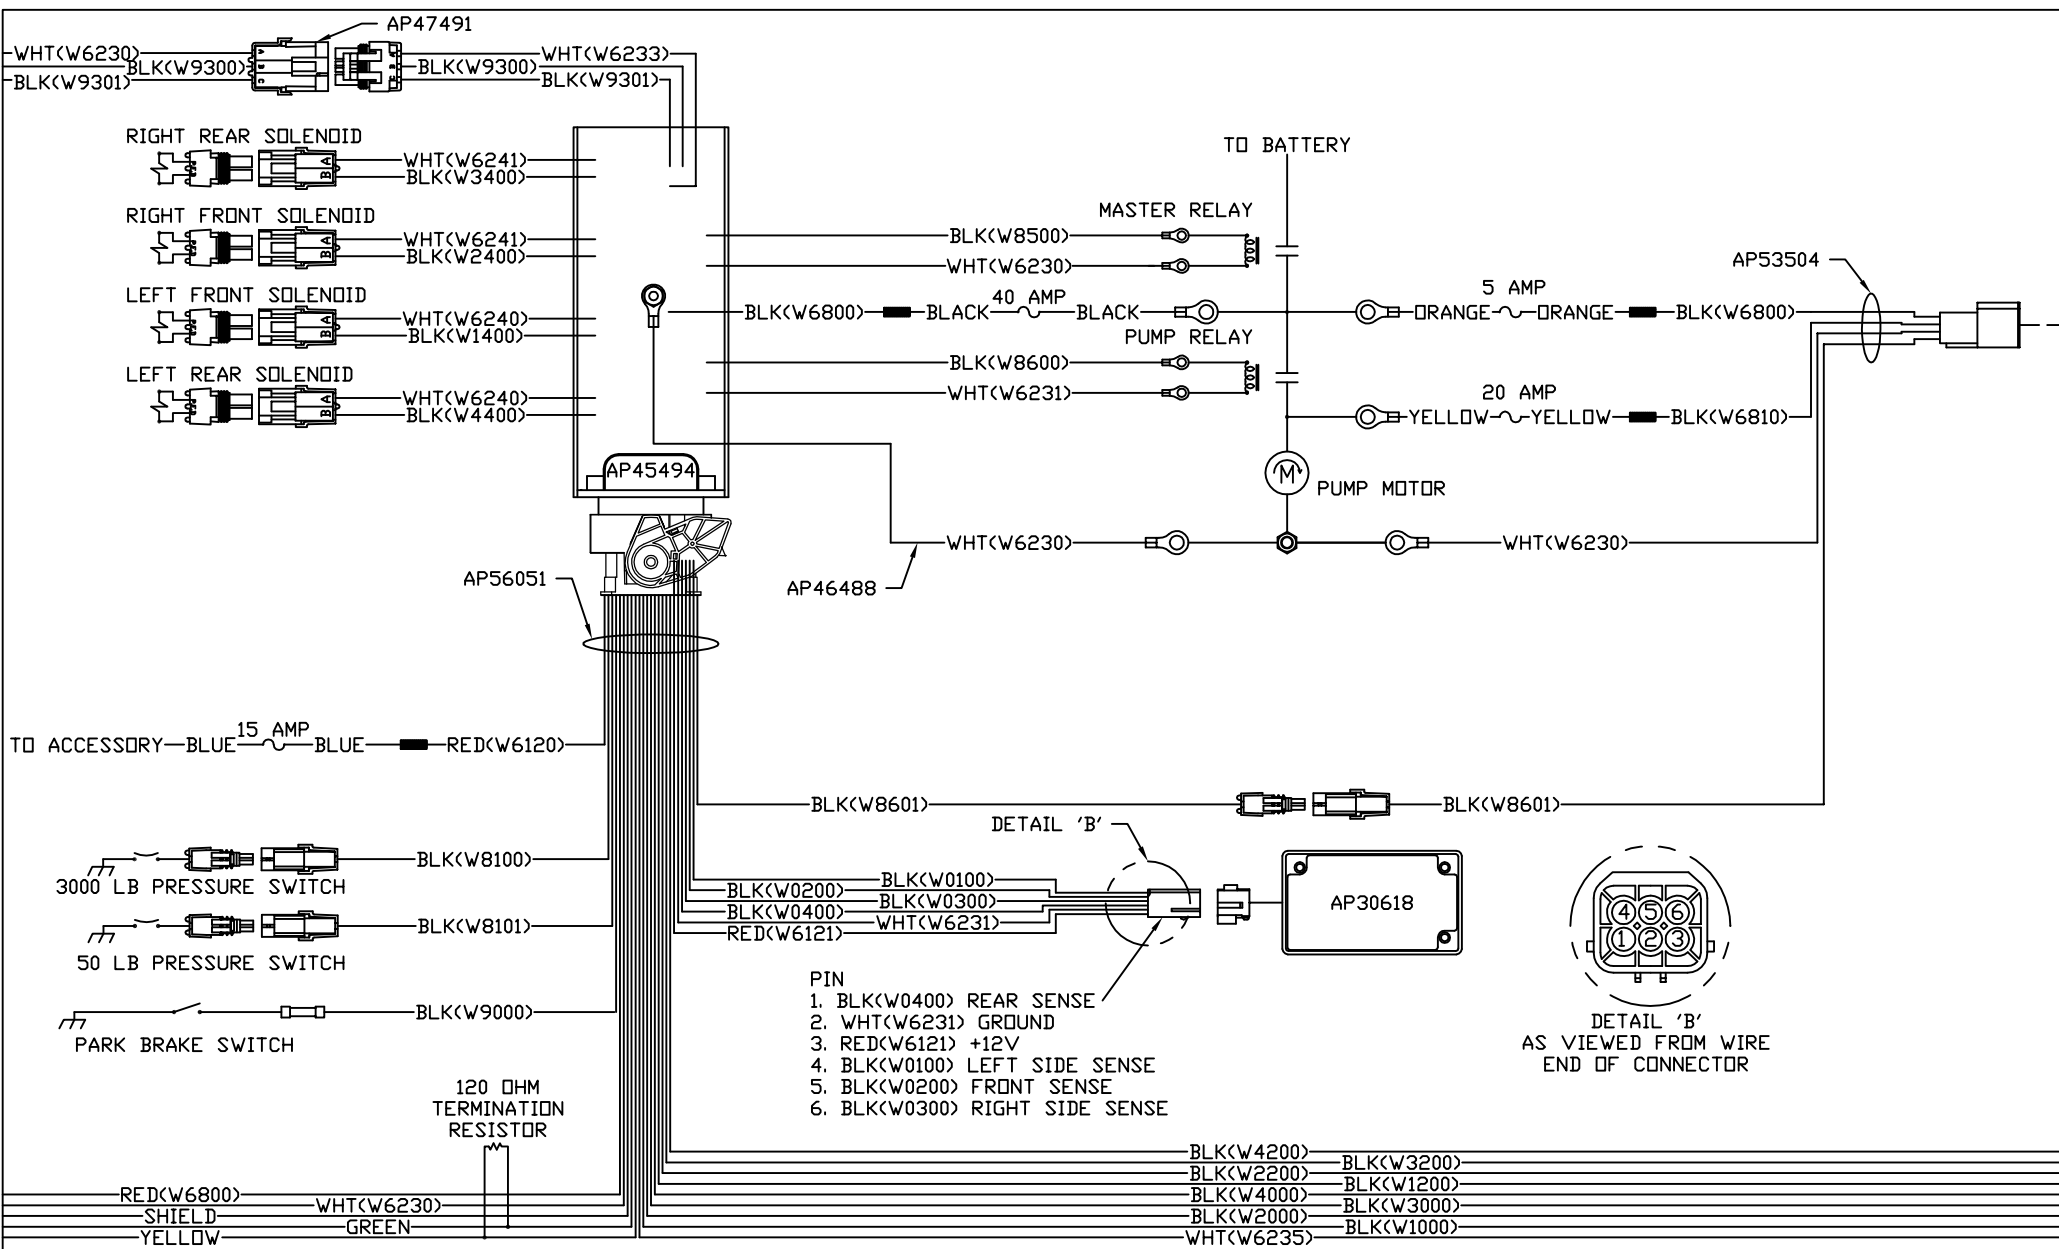 AP47491
WHT(W6230)
BLK(W9300)
BLK(W9301)
A
B
C
WHT(W6233)
BLK(W9300)
BLK(W9301)
RIGHT REAR SOLENOID
A
B
WHT(W6241)
BLK(W3400)
RIGHT FRONT SOLENOID
A
B
WHT(W6241)
BLK(W2400)
LEFT FRONT SOLENOID
A
B
WHT(W6240)
BLK(W1400)
LEFT REAR SOLENOID
A
B
WHT(W6240)
BLK(W4400)
TO BATTERY
MASTER RELAY
BLK(W8500)
WHT(W6230)
BLK(W6800)
BLACK
40 AMP
BLACK
PUMP RELAY
BLK(W8600)
WHT(W6231)
5 AMP
ORANGE
ORANGE
BLK(W6800)
AP53504
20 AMP
YELLOW
YELLOW
BLK(W6810)
M
PUMP MOTOR
AP45494
WHT(W6230)
WHT(W6230)
AP46488
AP56051
TO ACCESSORY
BLUE
15 AMP
BLUE
RED(W6120)
BLK(W8601)
BLK(W8601)
DETAIL 'B'
BLK(W8100)
3000 LB PRESSURE SWITCH
BLK(W8101)
50 LB PRESSURE SWITCH
BLK(W9000)
PARK BRAKE SWITCH
BLK(W0100)
BLK(W0200)
BLK(W0300)
BLK(W0400)
WHT(W6231)
RED(W6121)
AP30618
4 5 6
1 2 3
PIN
1. BLK(W0400) REAR SENSE
2. WHT(W6231) GROUND
3. RED(W6121) +12V
4. BLK(W0100) LEFT SIDE SENSE
5. BLK(W0200) FRONT SENSE
6. BLK(W0300) RIGHT SIDE SENSE
DETAIL 'B'
AS VIEWED FROM WIRE
END OF CONNECTOR
120 OHM
TERMINATION
RESISTOR
RED(W6800)
WHT(W6230)
SHIELD
GREEN
YELLOW
BLK(W4200)
BLK(W3200)
BLK(W2200)
BLK(W1200)
BLK(W4000)
BLK(W3000)
BLK(W2000)
BLK(W1000)
WHT(W6235)